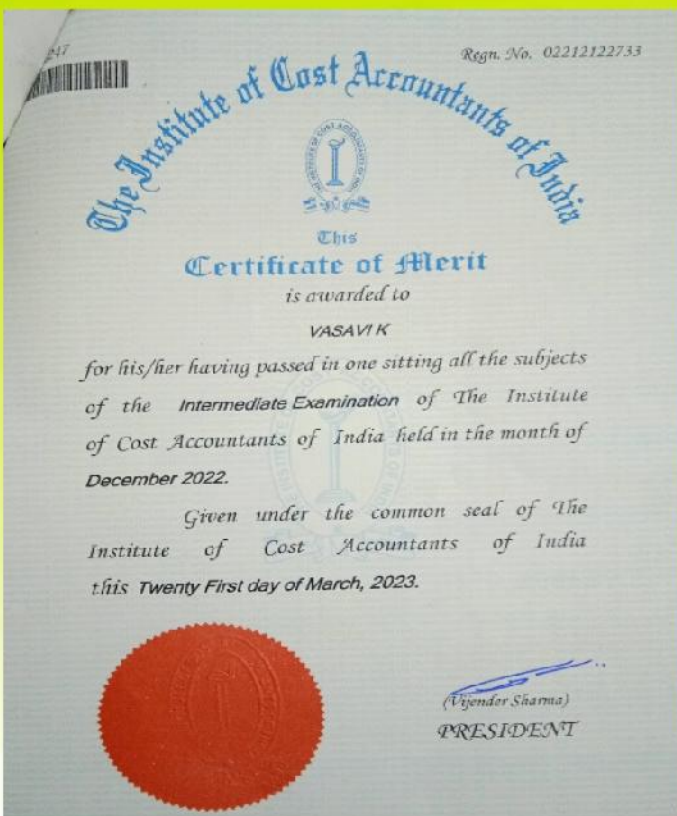 247
Regn. No. 02212122733
The Institute of Cost Accountants of India
This
Certificate of Merit
is awarded to
VASAVI K
for his/her having passed in one sitting all the subjects
of the Intermediate Examination of The Institute
of Cost Accountants of India held in the month of
December 2022.
Given under the common seal of The
Institute of Cost Accountants of India
this Twenty First day of March, 2023.
(Vijender Sharma)
PRESIDENT